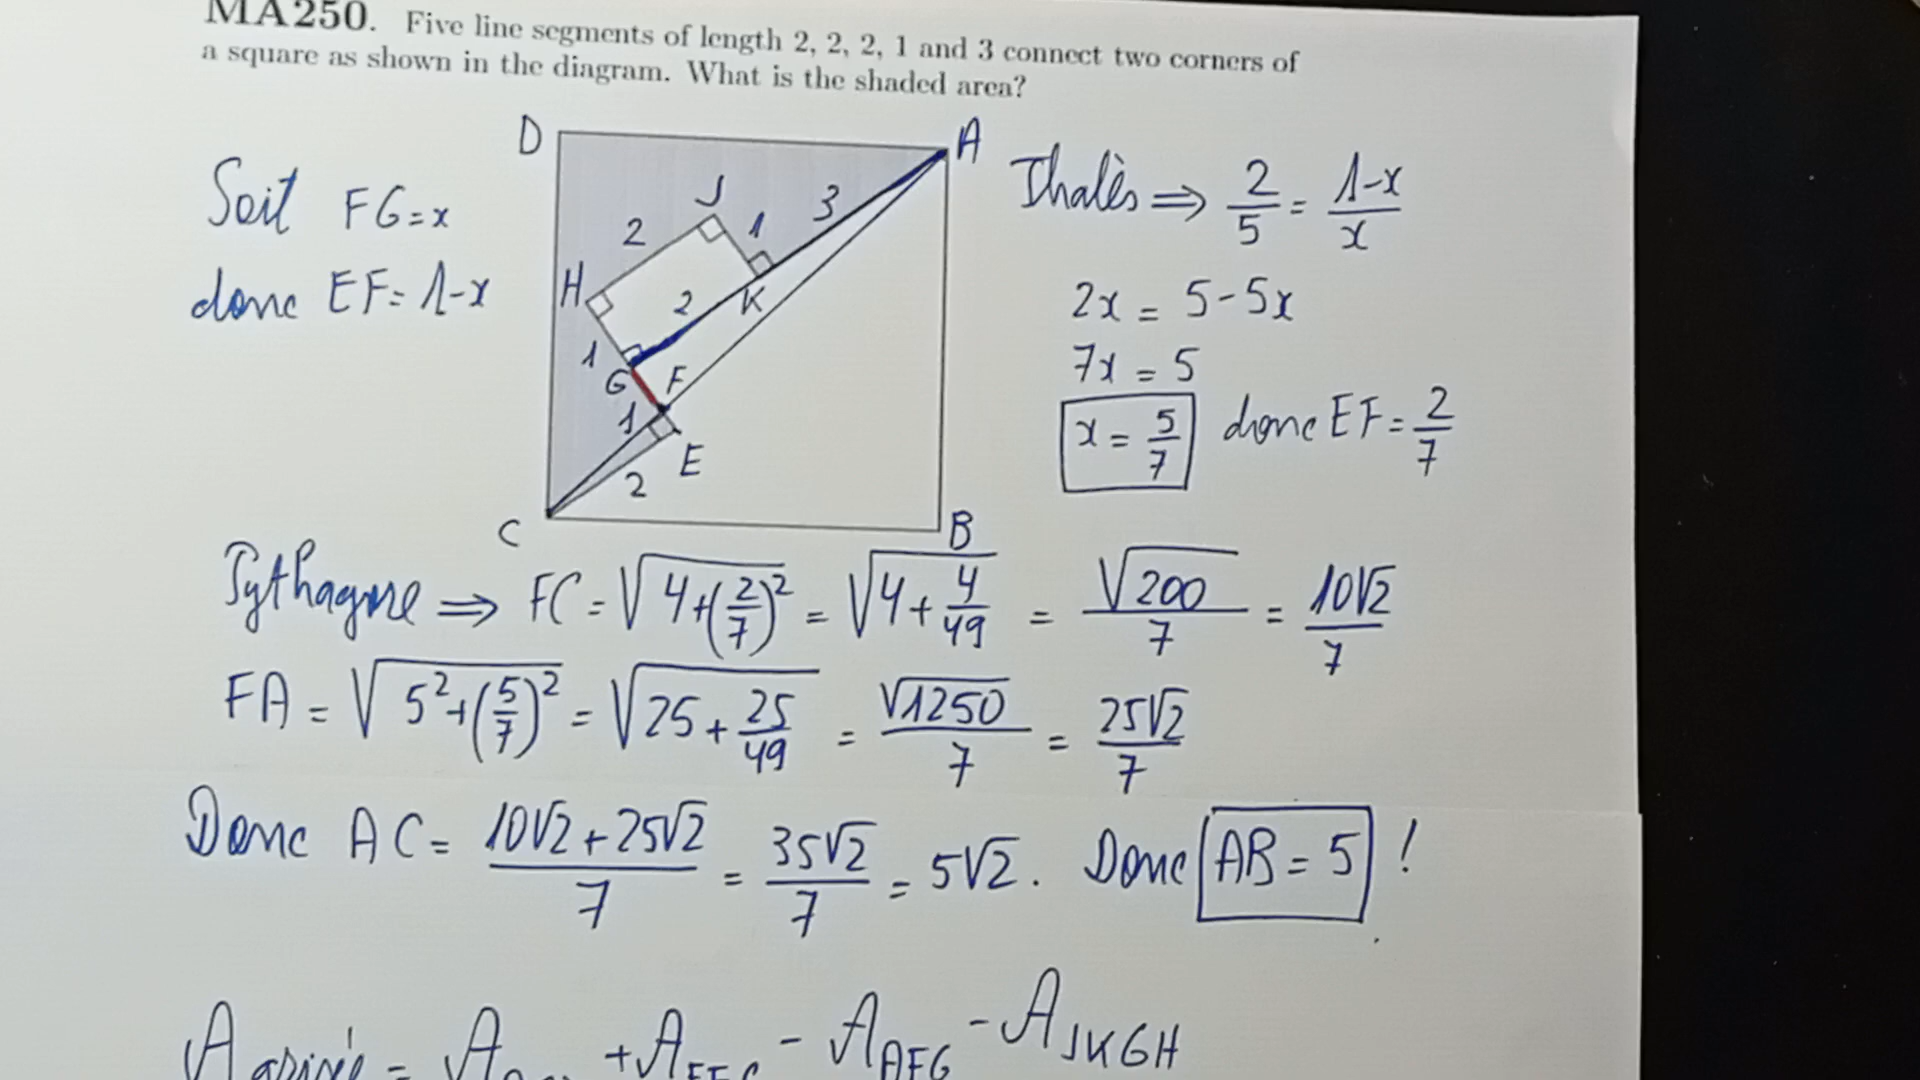 MA250. Five line segments of length 2, 2, 2, 1 and 3 connect two corners of
a square as shown in the diagram. What is the shaded area?
D
A
Soit FG = x
donc EF = 1-x
J
2
1
3
H
2
K
1
G
F
1
E
2
C
B
Thalès ⇒ 2/5 = (1-x)/x
2x = 5-5x
7x = 5
x = 5/7 donc EF = 2/7
Pythagore ⇒ FC = √(4+(2/7)²) = √(4+4/49) = √200/7 = 10√2/7
FA = √(5²+(5/7)²) = √(25+25/49) = √1250/7 = 25√2/7
Donc AC = (10√2+25√2)/7 = 35√2/7 = 5√2. Donc AB = 5 !
A = A + A - A AFG - A JKGH